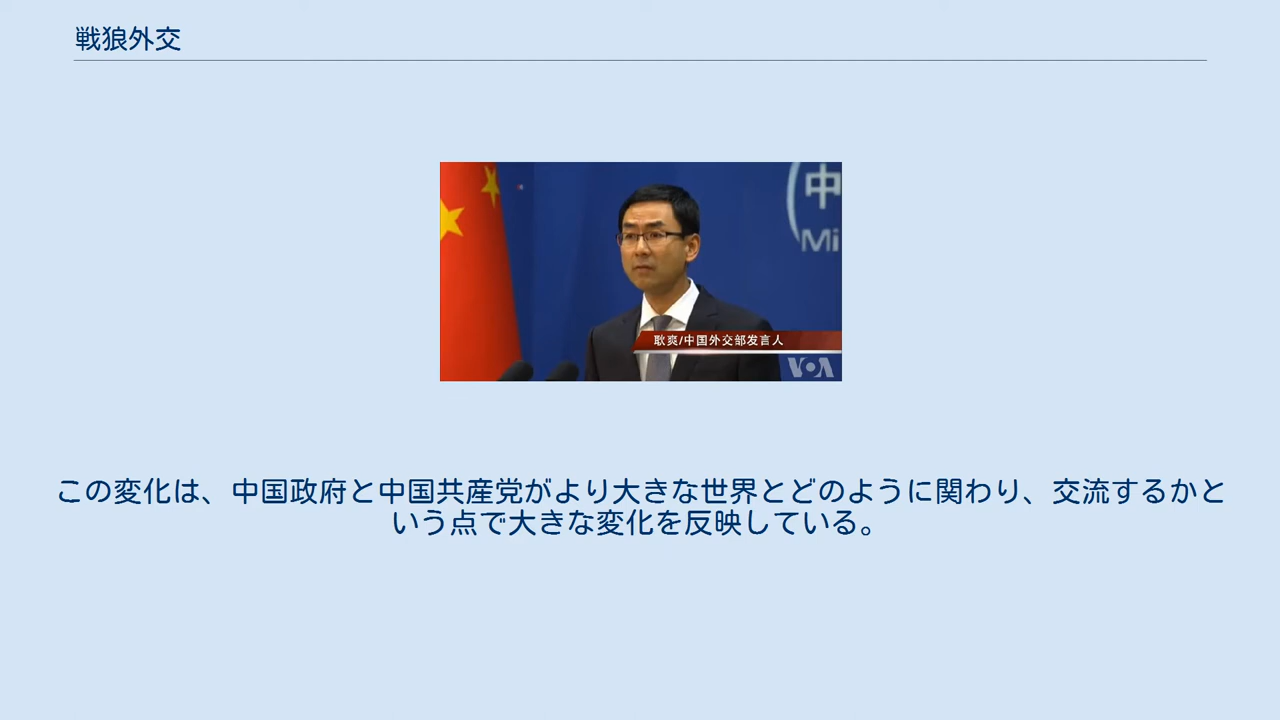 戦狼外交
中
Mi
耿爽/中国外交部发言人
VOA
この変化は、中国政府と中国共産党がより大きな世界とどのように関わり、交流するかと
いう点で大きな変化を反映している。